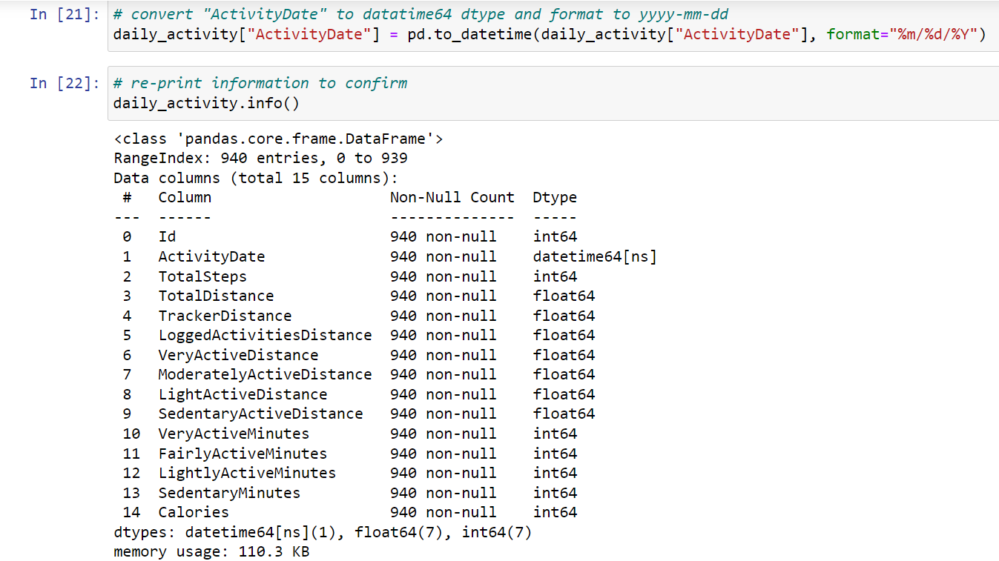 In [21]: # convert "ActivityDate" to datatime64 dtype and format to yyyy-mm-dd
daily_activity["ActivityDate"] = pd.to_datetime(daily_activity["ActivityDate"], format="%m/%d/%Y")
In [22]: # re-print information to confirm
daily_activity.info()
<class 'pandas.core.frame.DataFrame'>
RangeIndex: 940 entries, 0 to 939
Data columns (total 15 columns):
 #   Column                    Non-Null Count  Dtype
---  ------                    --------------  -----
 0   Id                        940 non-null    int64
 1   ActivityDate              940 non-null    datetime64[ns]
 2   TotalSteps                940 non-null    int64
 3   TotalDistance             940 non-null    float64
 4   TrackerDistance           940 non-null    float64
 5   LoggedActivitiesDistance  940 non-null    float64
 6   VeryActiveDistance        940 non-null    float64
 7   ModeratelyActiveDistance  940 non-null    float64
 8   LightActiveDistance       940 non-null    float64
 9   SedentaryActiveDistance   940 non-null    float64
 10  VeryActiveMinutes         940 non-null    int64
 11  FairlyActiveMinutes       940 non-null    int64
 12  LightlyActiveMinutes      940 non-null    int64
 13  SedentaryMinutes          940 non-null    int64
 14  Calories                  940 non-null    int64
dtypes: datetime64[ns](1), float64(7), int64(7)
memory usage: 110.3 KB